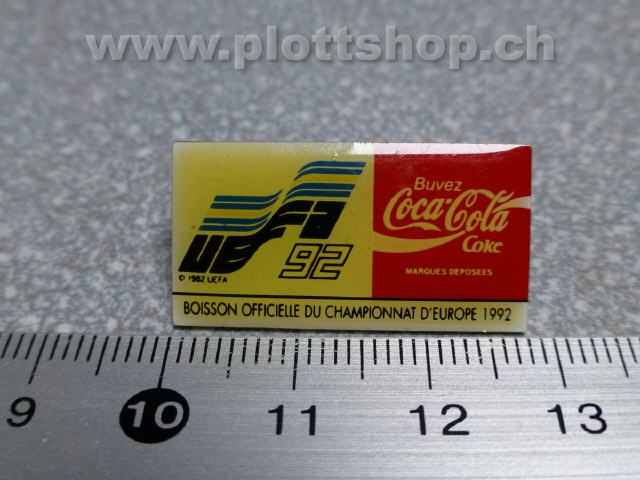 www.plottshop.ch
UEFA
92
© 1982 UEFA
Buvez
Coca-Cola
Coke
MARQUES DEPOSEES
BOISSON OFFICIELLE DU CHAMPIONNAT D'EUROPE 1992
9 10 11 12 13